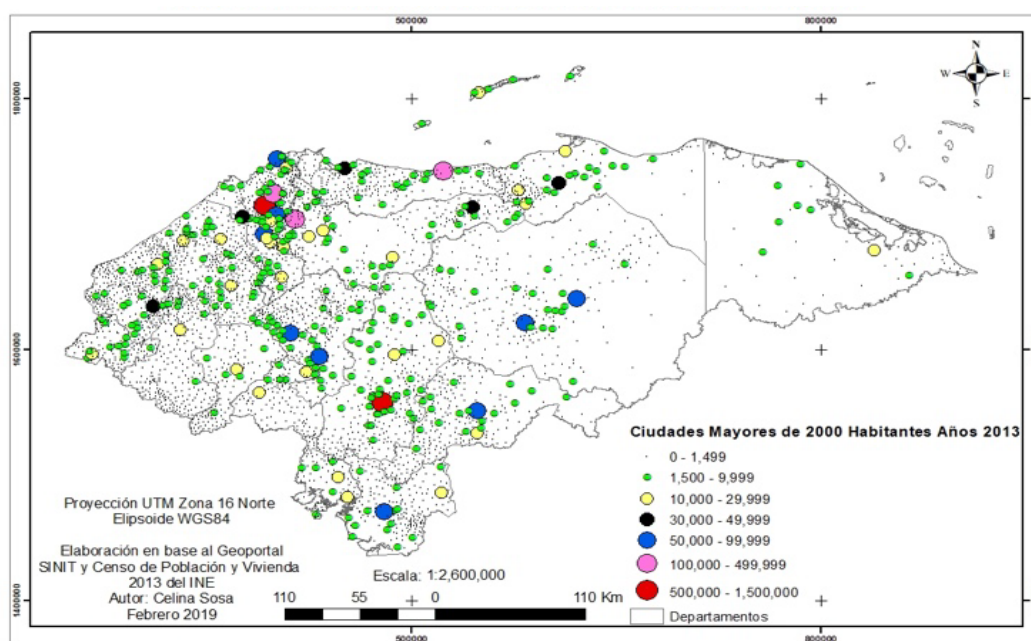 500000
800000
N
W E
S
1800000
1800000
1600000
1600000
Ciudades Mayores de 2000 Habitantes Años 2013
0 - 1,499
1,500 - 9,999
10,000 - 29,999
30,000 - 49,999
50,000 - 99,999
100,000 - 499,999
500,000 - 1,500,000
Departamentos
Proyección UTM Zona 16 Norte
Elipsoide WGS84
Elaboración en base al Geoportal
SINIT y Censo de Población y Vivienda
2013 del INE
Autor: Celina Sosa
Febrero 2019
Escala: 1:2,600,000
110 55 0 110 Km
1400000
1400000
500000
800000